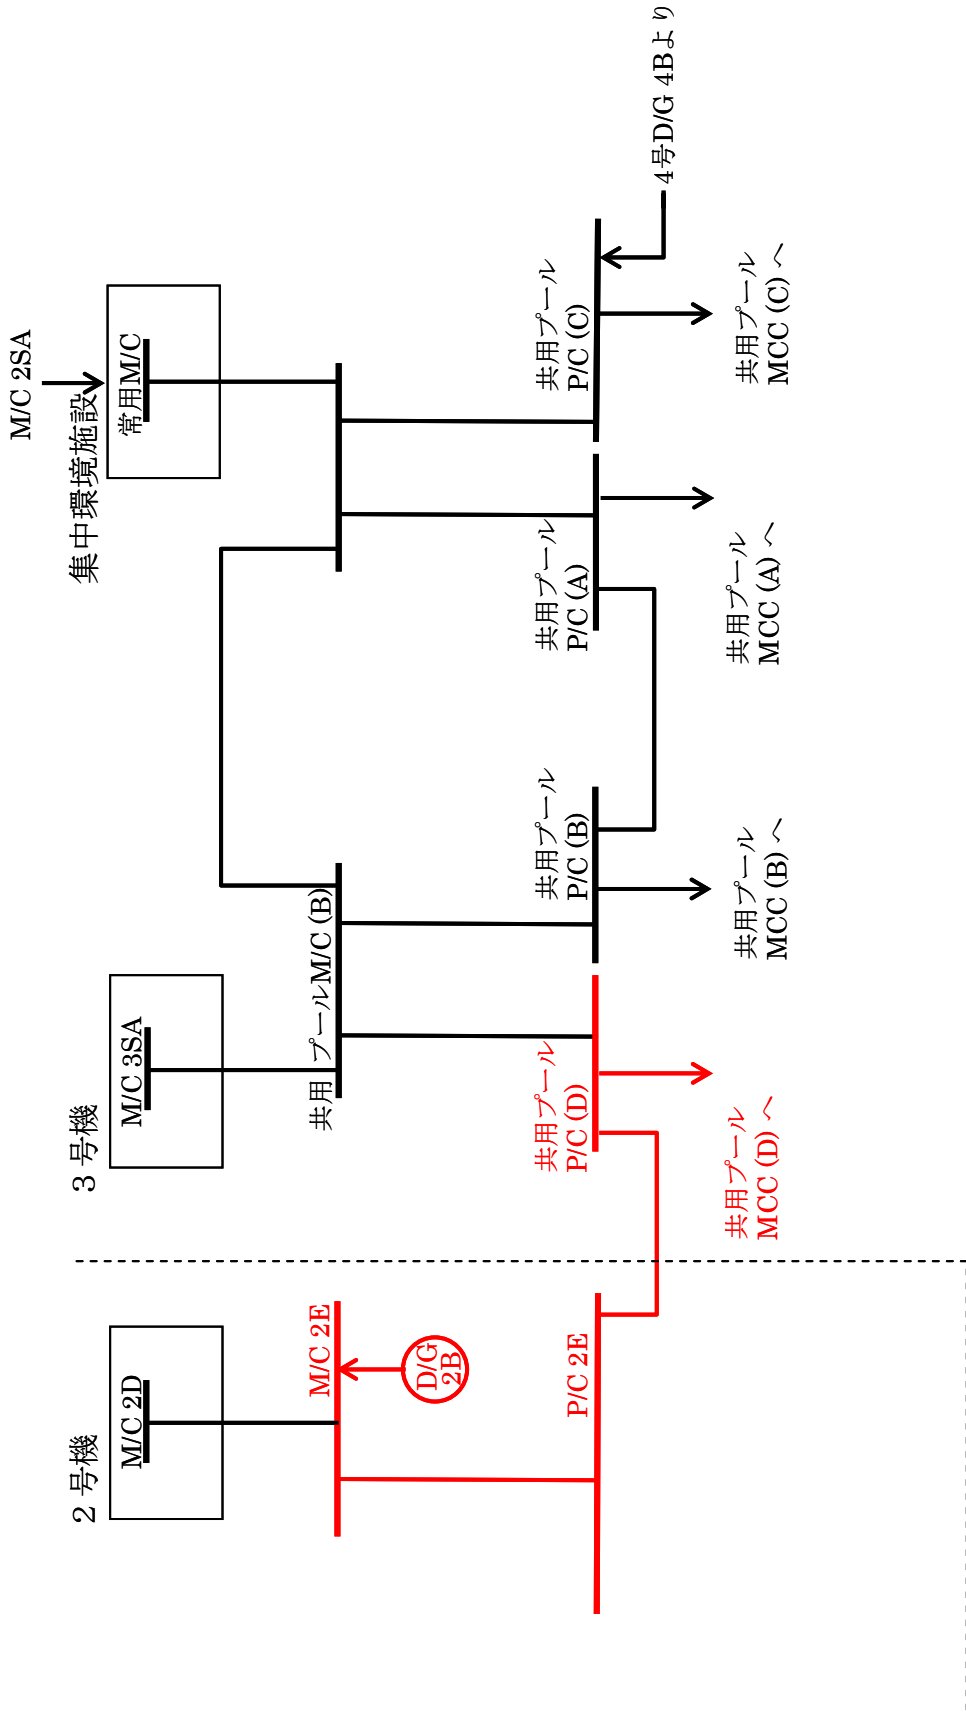 2 号機
M/C 2D
M/C 2E
D/G
2B
P/C 2E
3 号機
M/C 3SA
共用 プールM/C (B)
共用プール
P/C (D)
共用プール
MCC (D) へ
共用プール
P/C (B)
共用プール
MCC (B) へ
M/C 2SA
集中環境施設
常用M/C
共用プール
P/C (A)
共用プール
MCC (A) へ
共用プール
P/C (C)
共用プール
MCC (C) へ
4号D/G 4Bより